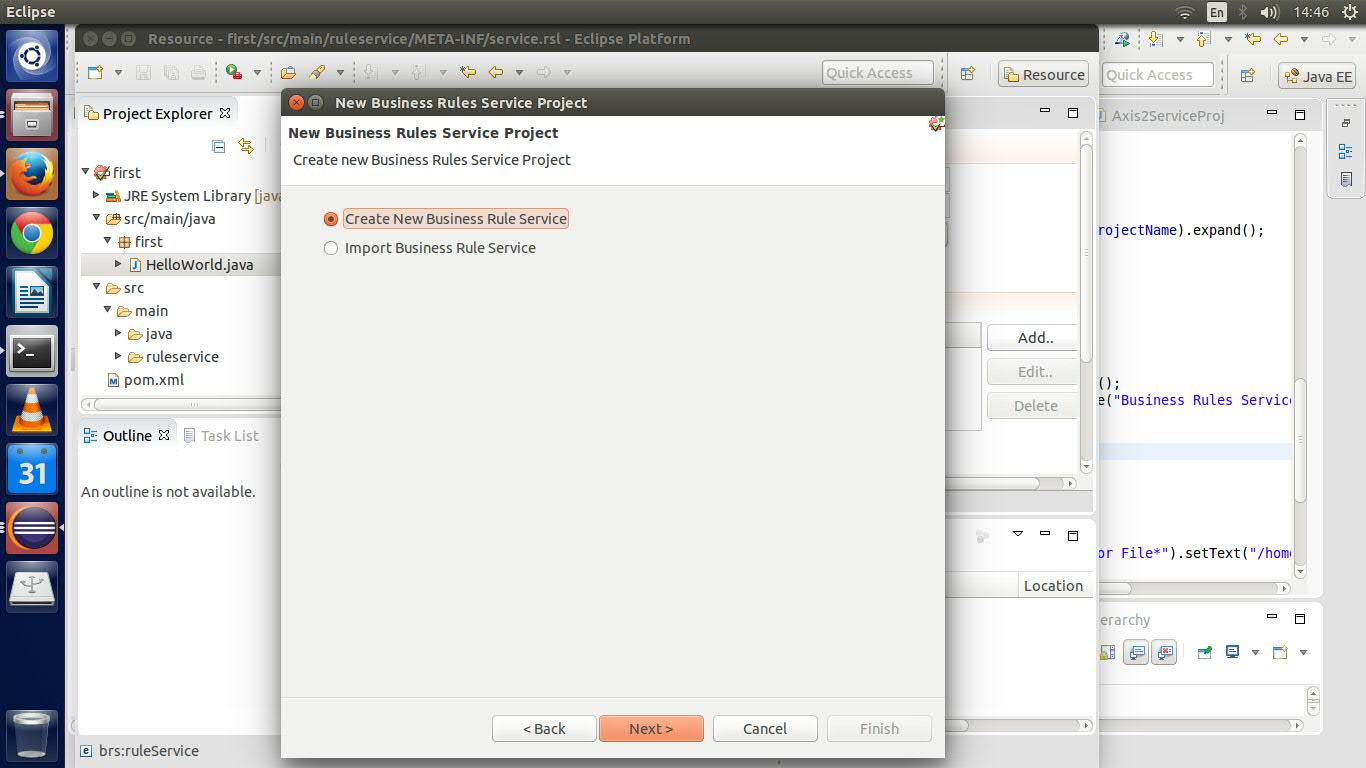 Eclipse
En
14:46
Resource - first/src/main/ruleservice/META-INF/service.rsl - Eclipse Platform
Quick Access
Resource
Quick Access
Java EE
Project Explorer
Axis2ServiceProj
first
JRE System Library [java
src/main/java
first
HelloWorld.java
src
main
java
ruleservice
pom.xml
Outline
Task List
An outline is not available.
New Business Rules Service Project
New Business Rules Service Project
Create new Business Rules Service Project
Create New Business Rule Service
Import Business Rule Service
< Back
Next >
Cancel
Finish
Add..
Edit..
Delete
Location
rojectName).expand();
();
e("Business Rules Service
or File*").setText("/home
erarchy
31
brs:ruleService